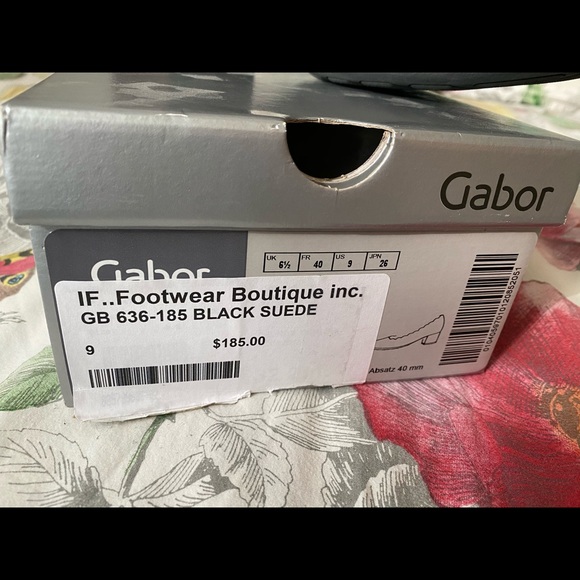 Gabor
Gabor
UK FR US JPN
6½ 40 9 26
IF..Footwear Boutique inc.
GB 636-185 BLACK SUEDE
9 $185.00
Absatz 40 mm